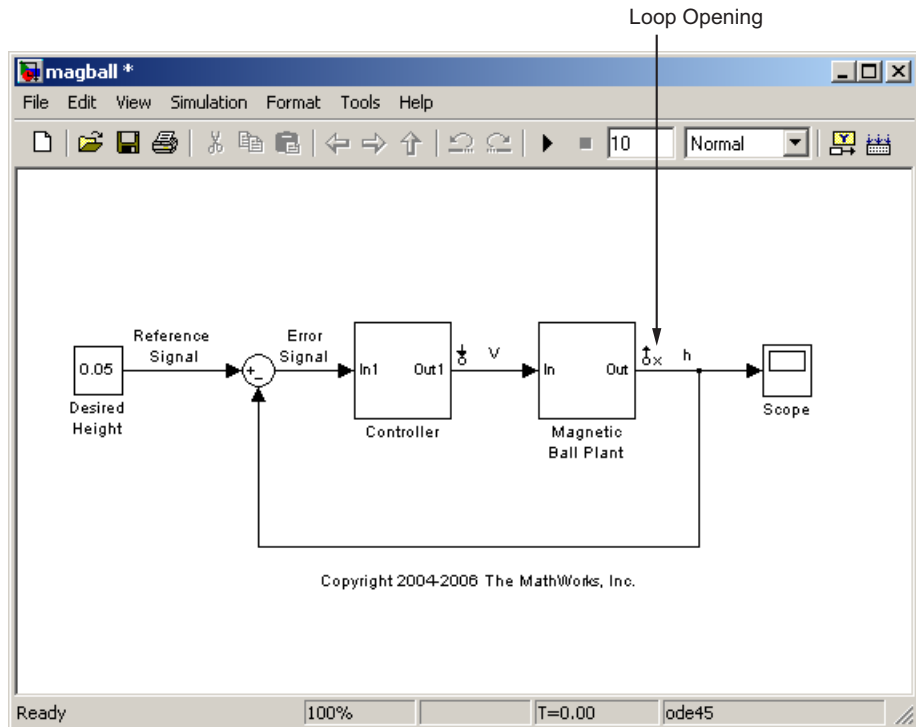 Loop Opening
magball *
File Edit View Simulation Format Tools Help
10 Normal
Reference Signal
Error Signal
0.05
Desired Height
+
-
In1 Out1
Controller
V
In Out
Magnetic Ball Plant
x
h
Scope
Copyright 2004-2006 The MathWorks, Inc.
Ready 100% T=0.00 ode45